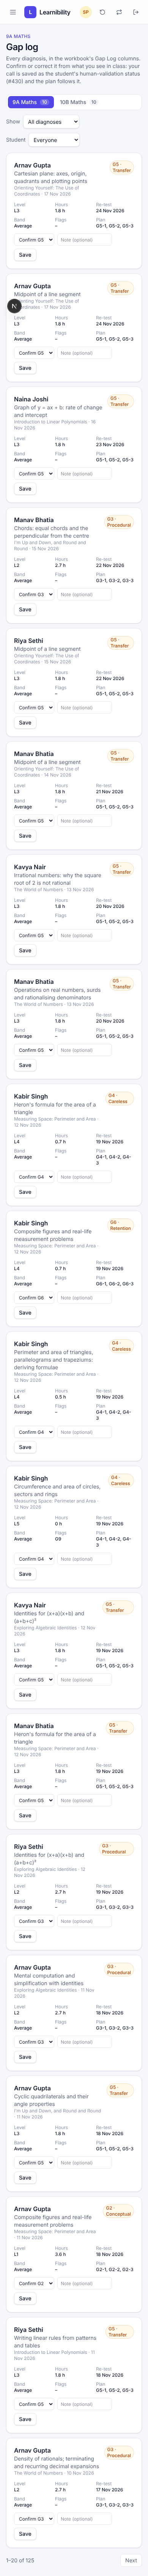 L Learnibility SP
9A MATHS
Gap log
Every diagnosis, in the workbook's Gap Log columns.
Confirm or correct it from what you saw in class: your
call is saved as the student's human-validated status
(#430) and the plan follows it.
9A Maths 10 10B Maths 10
Show All diagnoses
Student Everyone
Arnav Gupta
G5 · Transfer
Cartesian plane: axes, origin,
quadrants and plotting points
Orienting Yourself: The Use of
Coordinates · 17 Nov 2026
Level Hours Re-test
L3 1.8 h 24 Nov 2026
Band Flags Plan
Average – G5-1, G5-2, G5-3
Confirm G5 Note (optional)
Save
Arnav Gupta
G5 · Transfer
Midpoint of a line segment
Orienting Yourself: The Use of
Coordinates · 17 Nov 2026
N
Level Hours Re-test
L3 1.8 h 24 Nov 2026
Band Flags Plan
Average – G5-1, G5-2, G5-3
Confirm G5 Note (optional)
Save
Naina Joshi
G5 · Transfer
Graph of y = ax + b: rate of change
and intercept
Introduction to Linear Polynomials · 16
Nov 2026
Level Hours Re-test
L3 1.8 h 23 Nov 2026
Band Flags Plan
Average – G5-1, G5-2, G5-3
Confirm G5 Note (optional)
Save
Manav Bhatia
G3 · Procedural
Chords: equal chords and the
perpendicular from the centre
I'm Up and Down, and Round and
Round · 15 Nov 2026
Level Hours Re-test
L2 2.7 h 22 Nov 2026
Band Flags Plan
Average – G3-1, G3-2, G3-3
Confirm G3 Note (optional)
Save
Riya Sethi
G5 · Transfer
Midpoint of a line segment
Orienting Yourself: The Use of
Coordinates · 15 Nov 2026
Level Hours Re-test
L3 1.8 h 22 Nov 2026
Band Flags Plan
Average – G5-1, G5-2, G5-3
Confirm G5 Note (optional)
Save
Manav Bhatia
G5 · Transfer
Midpoint of a line segment
Orienting Yourself: The Use of
Coordinates · 14 Nov 2026
Level Hours Re-test
L3 1.8 h 21 Nov 2026
Band Flags Plan
Average – G5-1, G5-2, G5-3
Confirm G5 Note (optional)
Save
Kavya Nair
G5 · Transfer
Irrational numbers: why the square
root of 2 is not rational
The World of Numbers · 13 Nov 2026
Level Hours Re-test
L3 1.8 h 20 Nov 2026
Band Flags Plan
Average – G5-1, G5-2, G5-3
Confirm G5 Note (optional)
Save
Manav Bhatia
G5 · Transfer
Operations on real numbers, surds
and rationalising denominators
The World of Numbers · 13 Nov 2026
Level Hours Re-test
L3 1.8 h 20 Nov 2026
Band Flags Plan
Average – G5-1, G5-2, G5-3
Confirm G5 Note (optional)
Save
Kabir Singh
G4 · Careless
Heron's formula for the area of a
triangle
Measuring Space: Perimeter and Area ·
12 Nov 2026
Level Hours Re-test
L4 0.7 h 19 Nov 2026
Band Flags Plan
Average – G4-1, G4-2, G4-3
Confirm G4 Note (optional)
Save
Kabir Singh
G6 · Retention
Composite figures and real-life
measurement problems
Measuring Space: Perimeter and Area ·
12 Nov 2026
Level Hours Re-test
L4 0.7 h 19 Nov 2026
Band Flags Plan
Average – G6-1, G6-2, G6-3
Confirm G6 Note (optional)
Save
Kabir Singh
G4 · Careless
Perimeter and area of triangles,
parallelograms and trapeziums:
deriving formulae
Measuring Space: Perimeter and Area ·
12 Nov 2026
Level Hours Re-test
L4 0.5 h 19 Nov 2026
Band Flags Plan
Average – G4-1, G4-2, G4-3
Confirm G4 Note (optional)
Save
Kabir Singh
G4 · Careless
Circumference and area of circles,
sectors and rings
Measuring Space: Perimeter and Area ·
12 Nov 2026
Level Hours Re-test
L5 0 h 19 Nov 2026
Band Flags Plan
Average G9 G4-1, G4-2, G4-3
Confirm G4 Note (optional)
Save
Kavya Nair
G5 · Transfer
Identities for (x+a)(x+b) and
(a+b+c)²
Exploring Algebraic Identities · 12 Nov
2026
Level Hours Re-test
L3 1.8 h 19 Nov 2026
Band Flags Plan
Average – G5-1, G5-2, G5-3
Confirm G5 Note (optional)
Save
Manav Bhatia
G5 · Transfer
Heron's formula for the area of a
triangle
Measuring Space: Perimeter and Area ·
12 Nov 2026
Level Hours Re-test
L3 1.8 h 19 Nov 2026
Band Flags Plan
Average – G5-1, G5-2, G5-3
Confirm G5 Note (optional)
Save
Riya Sethi
G3 · Procedural
Identities for (x+a)(x+b) and
(a+b+c)²
Exploring Algebraic Identities · 12
Nov 2026
Level Hours Re-test
L2 2.7 h 19 Nov 2026
Band Flags Plan
Average – G3-1, G3-2, G3-3
Confirm G3 Note (optional)
Save
Arnav Gupta
G3 · Procedural
Mental computation and
simplification with identities
Exploring Algebraic Identities · 11 Nov
2026
Level Hours Re-test
L2 2.7 h 18 Nov 2026
Band Flags Plan
Average – G3-1, G3-2, G3-3
Confirm G3 Note (optional)
Save
Arnav Gupta
G5 · Transfer
Cyclic quadrilaterals and their
angle properties
I'm Up and Down, and Round and Round
· 11 Nov 2026
Level Hours Re-test
L3 1.8 h 18 Nov 2026
Band Flags Plan
Average – G5-1, G5-2, G5-3
Confirm G5 Note (optional)
Save
Arnav Gupta
G2 · Conceptual
Composite figures and real-life
measurement problems
Measuring Space: Perimeter and Area
· 11 Nov 2026
Level Hours Re-test
L1 3.6 h 18 Nov 2026
Band Flags Plan
Average – G2-1, G2-2, G2-3
Confirm G2 Note (optional)
Save
Riya Sethi
G5 · Transfer
Writing linear rules from patterns
and tables
Introduction to Linear Polynomials · 11
Nov 2026
Level Hours Re-test
L3 1.8 h 18 Nov 2026
Band Flags Plan
Average – G5-1, G5-2, G5-3
Confirm G5 Note (optional)
Save
Arnav Gupta
G3 · Procedural
Density of rationals; terminating
and recurring decimal expansions
The World of Numbers · 10 Nov 2026
Level Hours Re-test
L2 2.7 h 17 Nov 2026
Band Flags Plan
Average – G3-1, G3-2, G3-3
Confirm G3 Note (optional)
Save
1–20 of 125 Next